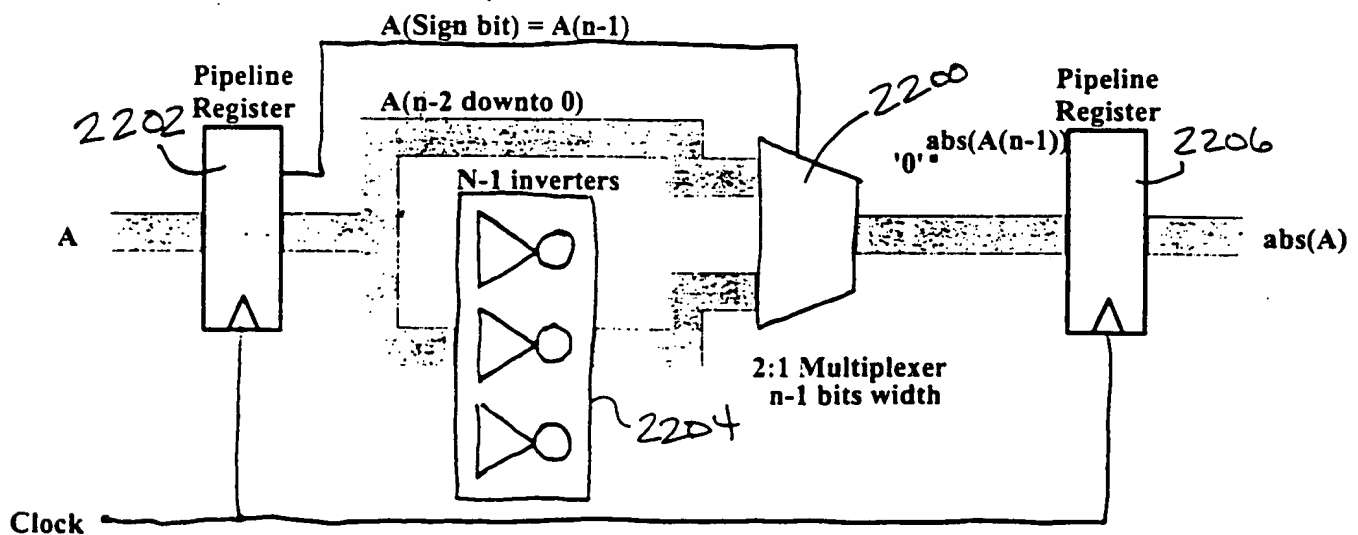 A(Sign bit) = A(n-1)
Pipeline
Register
2202
A(n-2 downto 0)
2200
Pipeline
Register
abs(A(n-1))
'0'
2206
N-1 inverters
A
abs(A)
2:1 Multiplexer
n-1 bits width
2204
Clock